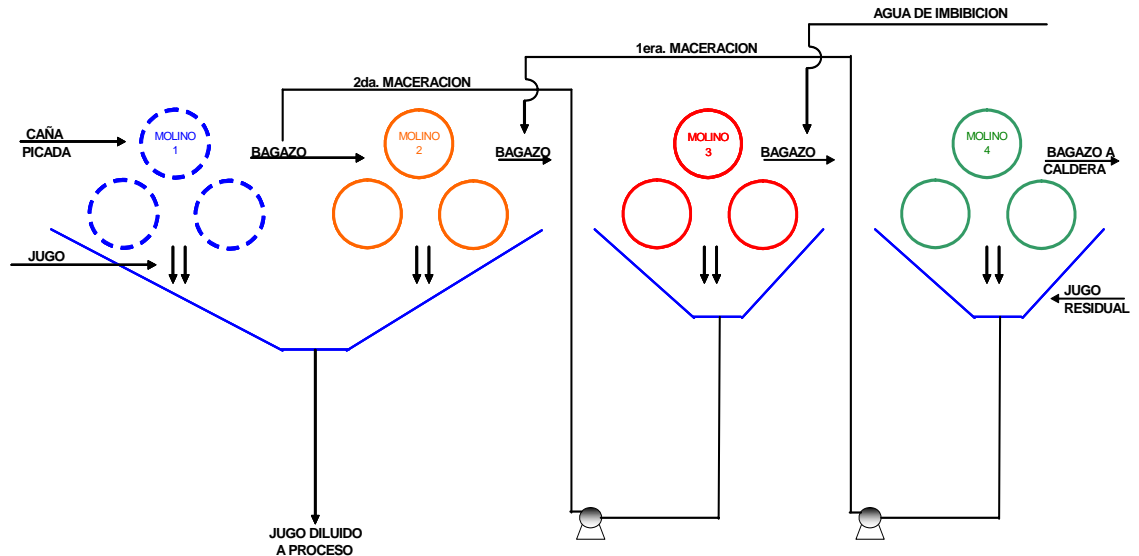 AGUA DE IMBIBICION
1era. MACERACION
2da. MACERACION
CAÑA
PICADA
MOLINO
1
BAGAZO
MOLINO
2
BAGAZO
MOLINO
3
BAGAZO
MOLINO
4
BAGAZO A
CALDERA
JUGO
JUGO
RESIDUAL
JUGO DILUIDO
A PROCESO